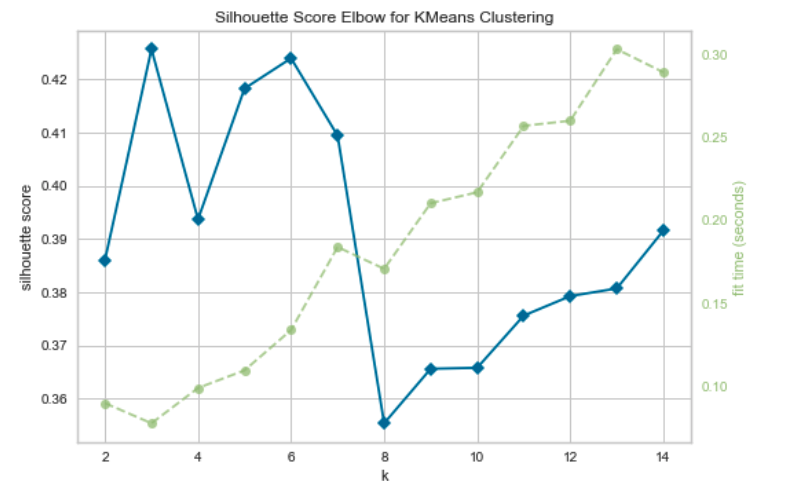 Silhouette Score Elbow for KMeans Clustering
silhouette score
0.42
0.41
0.40
0.39
0.38
0.37
0.36
0.30
0.25
0.20
0.15
0.10
fit time (seconds)
2 4 6 8 10 12 14
k